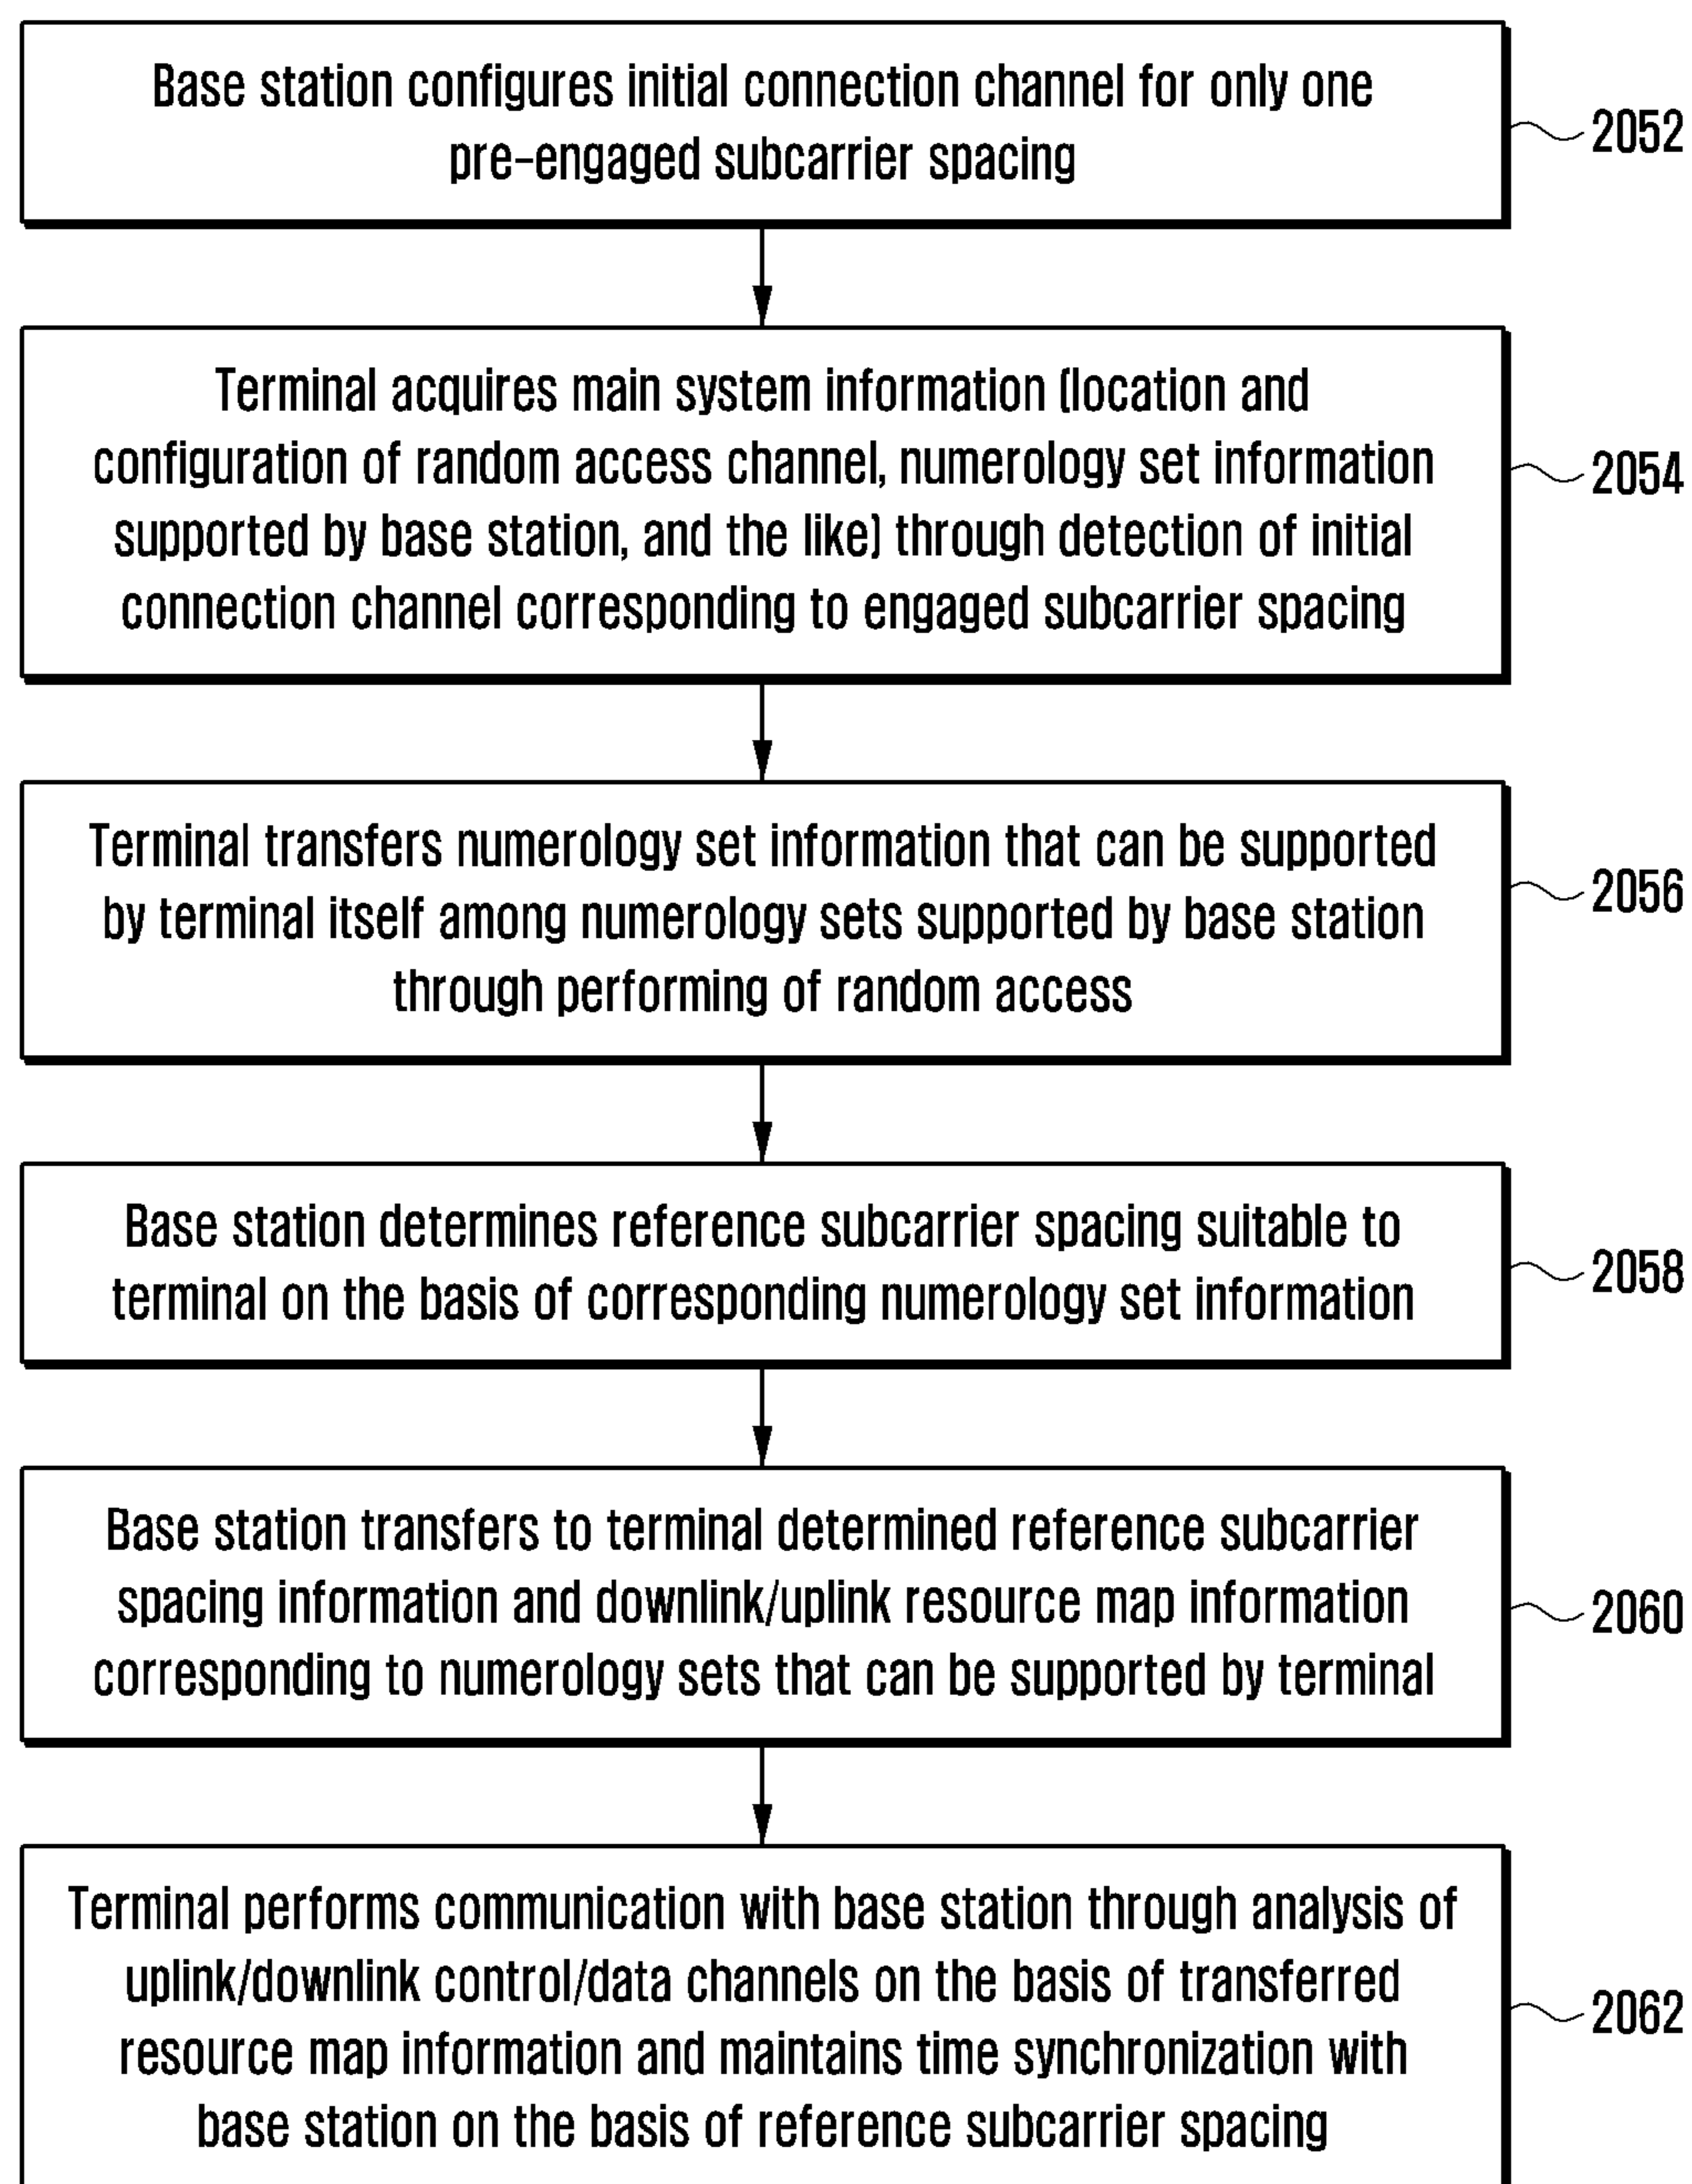 Base station configures initial connection channel for only one
pre-engaged subcarrier spacing
2052
Terminal acquires main system information (location and
configuration of random access channel, numerology set information
supported by base station, and the like) through detection of initial
connection channel corresponding to engaged subcarrier spacing
2054
Terminal transfers numerology set information that can be supported
by terminal itself among numerology sets supported by base station
through performing of random access
2056
Base station determines reference subcarrier spacing suitable to
terminal on the basis of corresponding numerology set information
2058
Base station transfers to terminal determined reference subcarrier
spacing information and downlink/uplink resource map information
corresponding to numerology sets that can be supported by terminal
2060
Terminal performs communication with base station through analysis of
uplink/downlink control/data channels on the basis of transferred
resource map information and maintains time synchronization with
base station on the basis of reference subcarrier spacing
2062